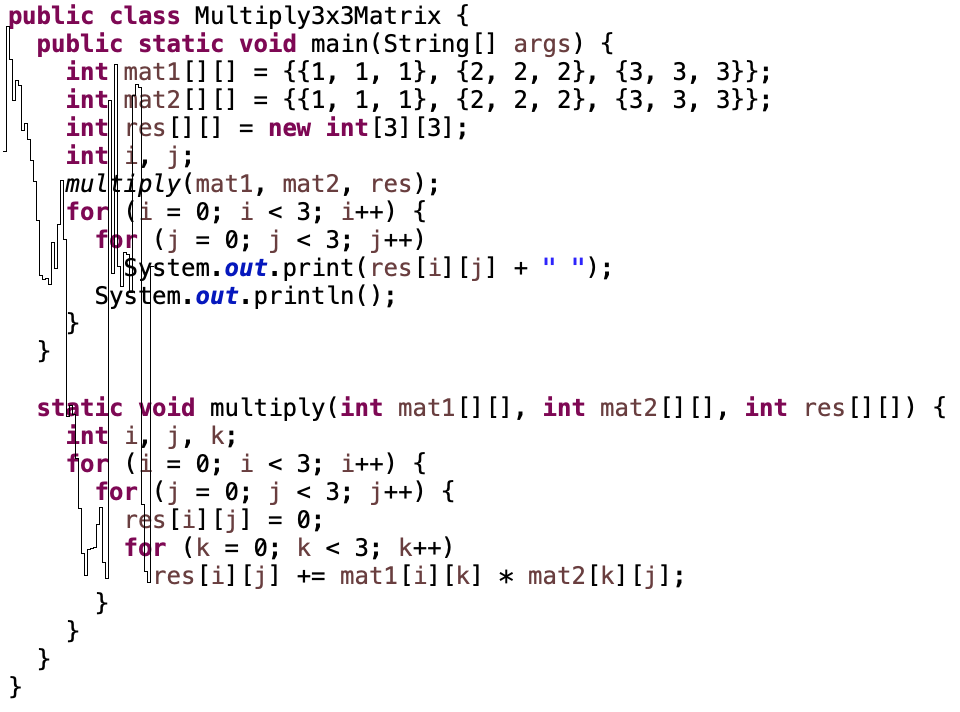 public class Multiply3x3Matrix {
  public static void main(String[] args) {
    int mat1[][] = {{1, 1, 1}, {2, 2, 2}, {3, 3, 3}};
    int mat2[][] = {{1, 1, 1}, {2, 2, 2}, {3, 3, 3}};
    int res[][] = new int[3][3];
    int i, j;
    multiply(mat1, mat2, res);
    for (i = 0; i < 3; i++) {
      for (j = 0; j < 3; j++)
        System.out.print(res[i][j] + " ");
      System.out.println();
    }
  }
  static void multiply(int mat1[][], int mat2[][], int res[][]) {
    int i, j, k;
    for (i = 0; i < 3; i++) {
      for (j = 0; j < 3; j++) {
        res[i][j] = 0;
        for (k = 0; k < 3; k++)
          res[i][j] += mat1[i][k] * mat2[k][j];
      }
    }
  }
}